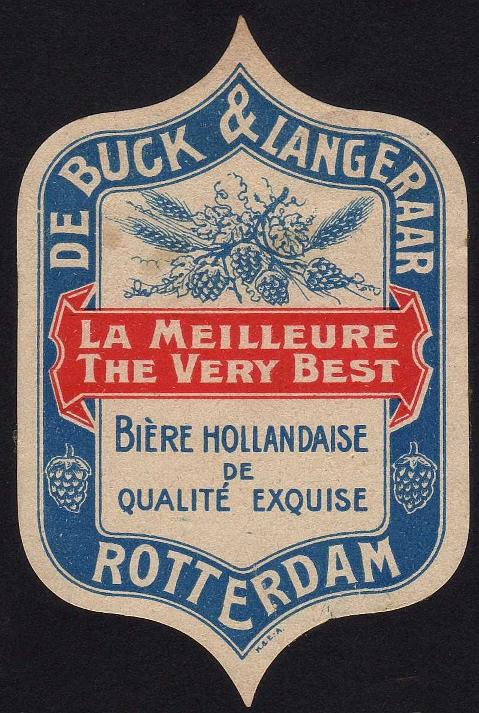 DE BUCK & LANGERAAR
LA MEILLEURE
THE VERY BEST
BIÈRE HOLLANDAISE
DE
QUALITÉ EXQUISE
ROTTERDAM